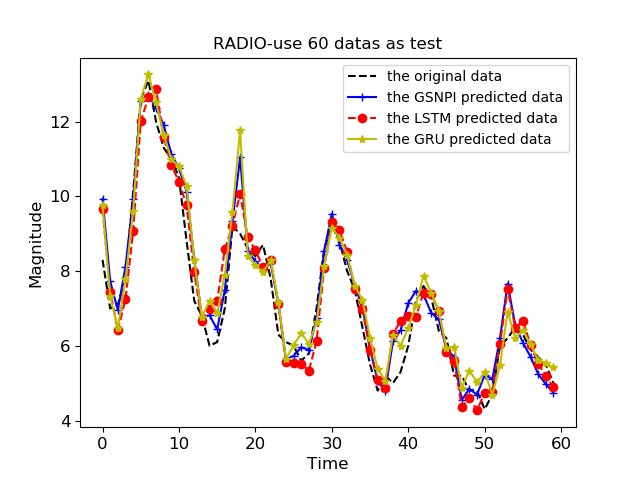 RADIO-use 60 datas as test
the original data
the GSNPI predicted data
the LSTM predicted data
the GRU predicted data
Magnitude
12
10
8
6
4
0 10 20 30 40 50 60
Time